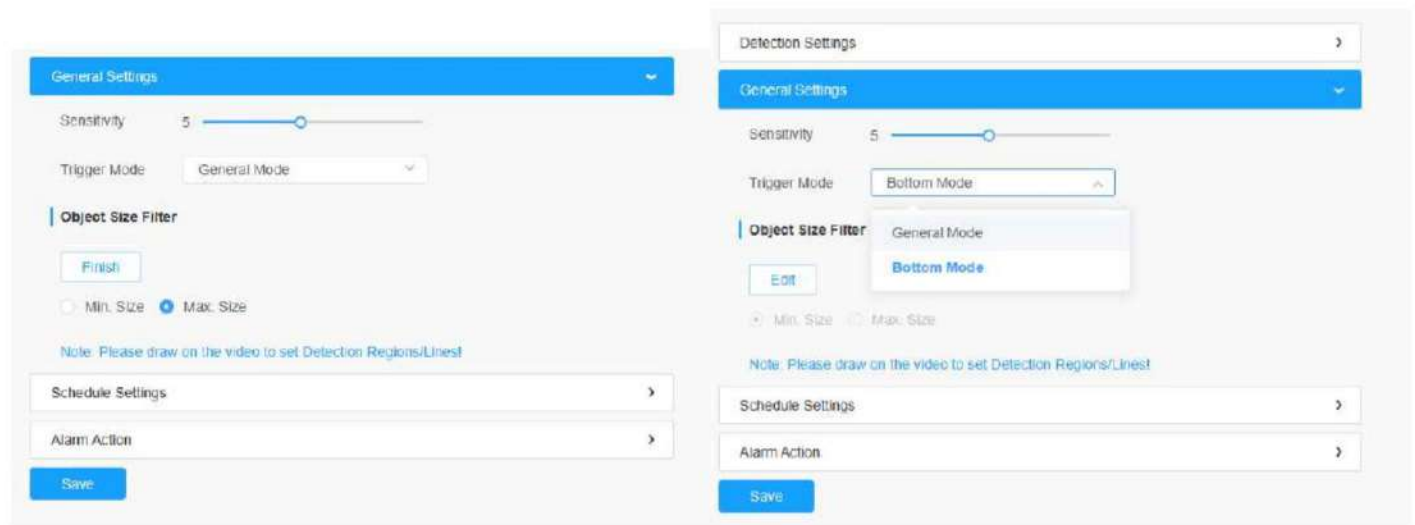 General Settings
Sensitivity 5
Trigger Mode General Mode
Object Size Filter
Finish
Min. Size Max. Size
Note: Please draw on the video to set Detection Regions/Lines!
Schedule Settings
Alarm Action
Save
Detection Settings
General Settings
Sensitivity 5
Trigger Mode Bottom Mode
General Mode
Bottom Mode
Object Size Filter
Edit
Min. Size Max. Size
Note: Please draw on the video to set Detection Regions/Lines!
Schedule Settings
Alarm Action
Save